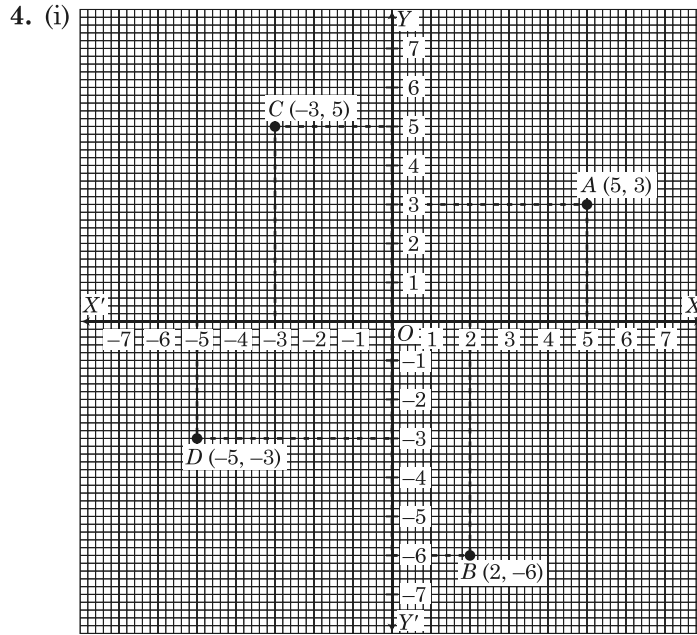 4. (i)
Y
7
6
C (–3, 5)
5
4
A (5, 3)
3
2
1
X′ X
O
–7 –6 –5 –4 –3 –2 –1 1 2 3 4 5 6 7
–1
–2
–3
D (–5, –3)
–4
–5
–6
B (2, –6)
–7
Y′